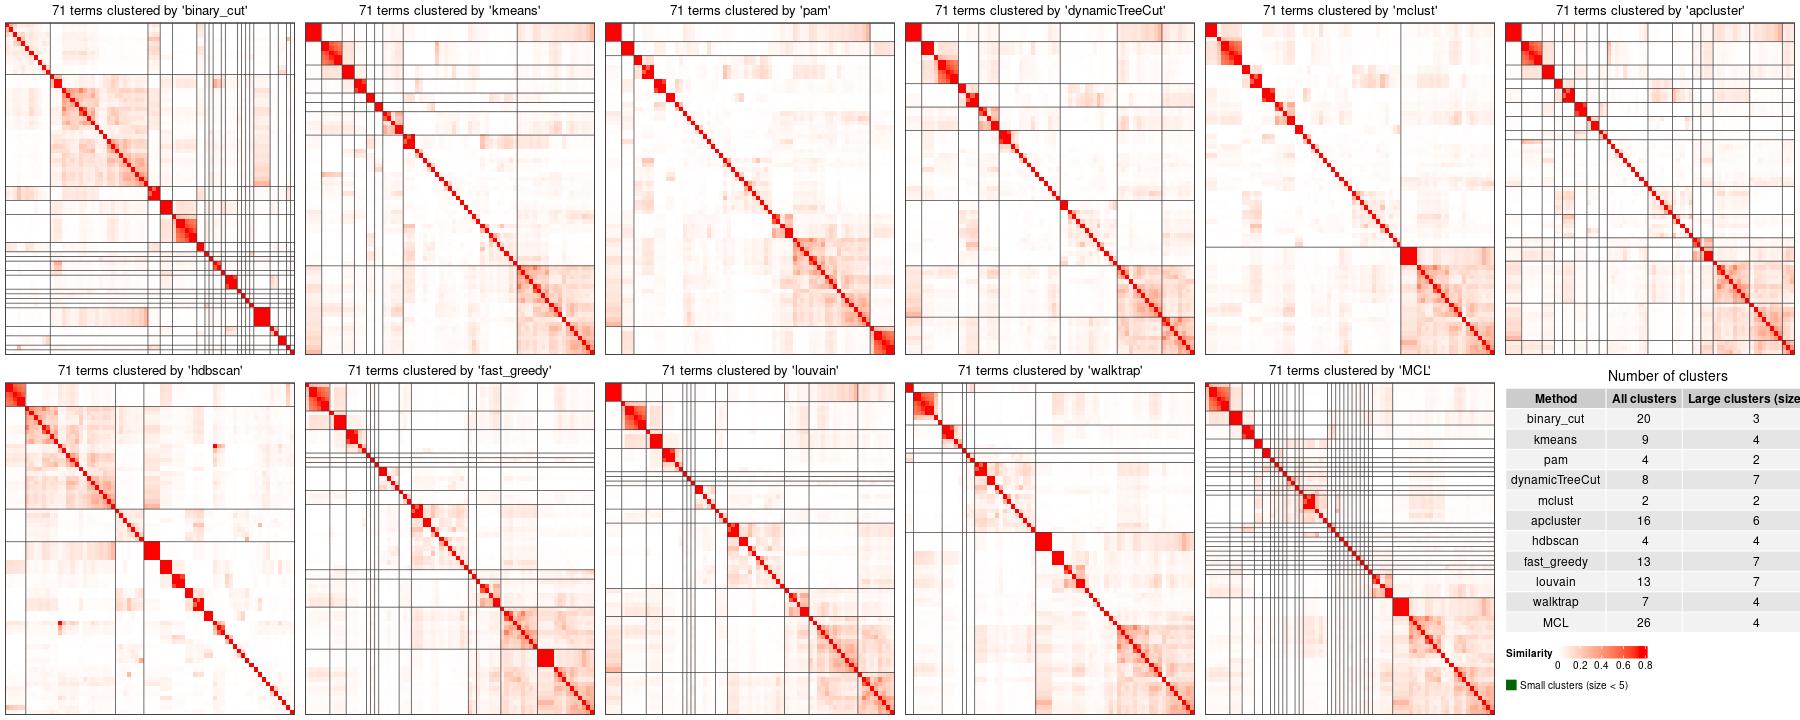 71 terms clustered by 'binary_cut'
71 terms clustered by 'kmeans'
71 terms clustered by 'pam'
71 terms clustered by 'dynamicTreeCut'
71 terms clustered by 'mclust'
71 terms clustered by 'apcluster'
71 terms clustered by 'hdbscan'
71 terms clustered by 'fast_greedy'
71 terms clustered by 'louvain'
71 terms clustered by 'walktrap'
71 terms clustered by 'MCL'
Number of clusters
Method All clusters Large clusters (size
binary_cut 20 3
kmeans 9 4
pam 4 2
dynamicTreeCut 8 7
mclust 2 2
apcluster 16 6
hdbscan 4 4
fast_greedy 13 7
louvain 13 7
walktrap 7 4
MCL 26 4
Similarity
0 0.2 0.4 0.6 0.8
Small clusters (size < 5)